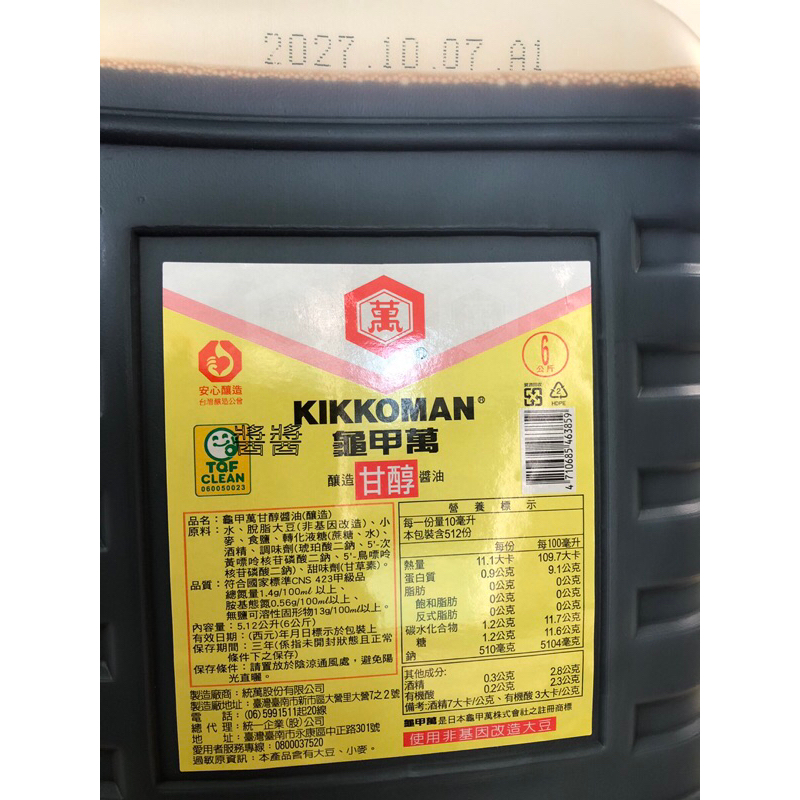 2027.10.07.A1
萬
安心釀造
台灣釀造公會
6
公斤
HDPE
KIKKOMAN®
醬醬
龜甲萬
TQF
CLEAN
060050023
釀造 甘醇 醬油
4 710685 463859
品名：龜甲萬甘醇醬油(釀造)
原料：水、脫脂大豆(非基因改造)、小
麥、食鹽、轉化液糖(蔗糖、水)、
酒精、調味劑(琥珀酸二鈉、5'-次
黃嘌呤核苷磷酸二鈉、5'-鳥嘌呤
核苷磷酸二鈉)、甜味劑(甘草素)。
品質：符合國家標準CNS 423甲級品
總氮量1.4g/100ml 以上、
胺基態氮0.56g/100ml以上、
無鹽可溶性固形物13g/100ml以上。
內容量：5.12公升(6公斤)
有效日期：(西元)年月日標示於包裝上
保存期間：三年(係指未開封狀態且正常
條件下之保存)
保存條件：請置放於陰涼通風處，避免陽
光直曬。
營養標示
每一份量10毫升
本包裝含512份
每份 每100毫升
熱量 11.1大卡 109.7大卡
蛋白質 0.9公克 9.1公克
脂肪 0公克 0公克
飽和脂肪 0公克 0公克
反式脂肪 0公克 0公克
碳水化合物 1.2公克 11.7公克
糖 1.2公克 11.6公克
鈉 510毫克 5104毫克
其他成分:
酒精 0.3公克 2.8公克
有機酸 0.2公克 2.3公克
備考:酒精7大卡/公克、有機酸3大卡/公克
製造廠商：統萬股份有限公司
製造廠地址：臺灣臺南市新市區大營里大營7之2號
電話：(06)5991511起20線
總代理：統一企業(股)公司
地址：臺灣臺南市永康區中正路301號
愛用者服務專線：0800037520
過敏原資訊：本產品含有大豆、小麥。
龜甲萬是日本龜甲萬株式會社之註冊商標
使用非基因改造大豆